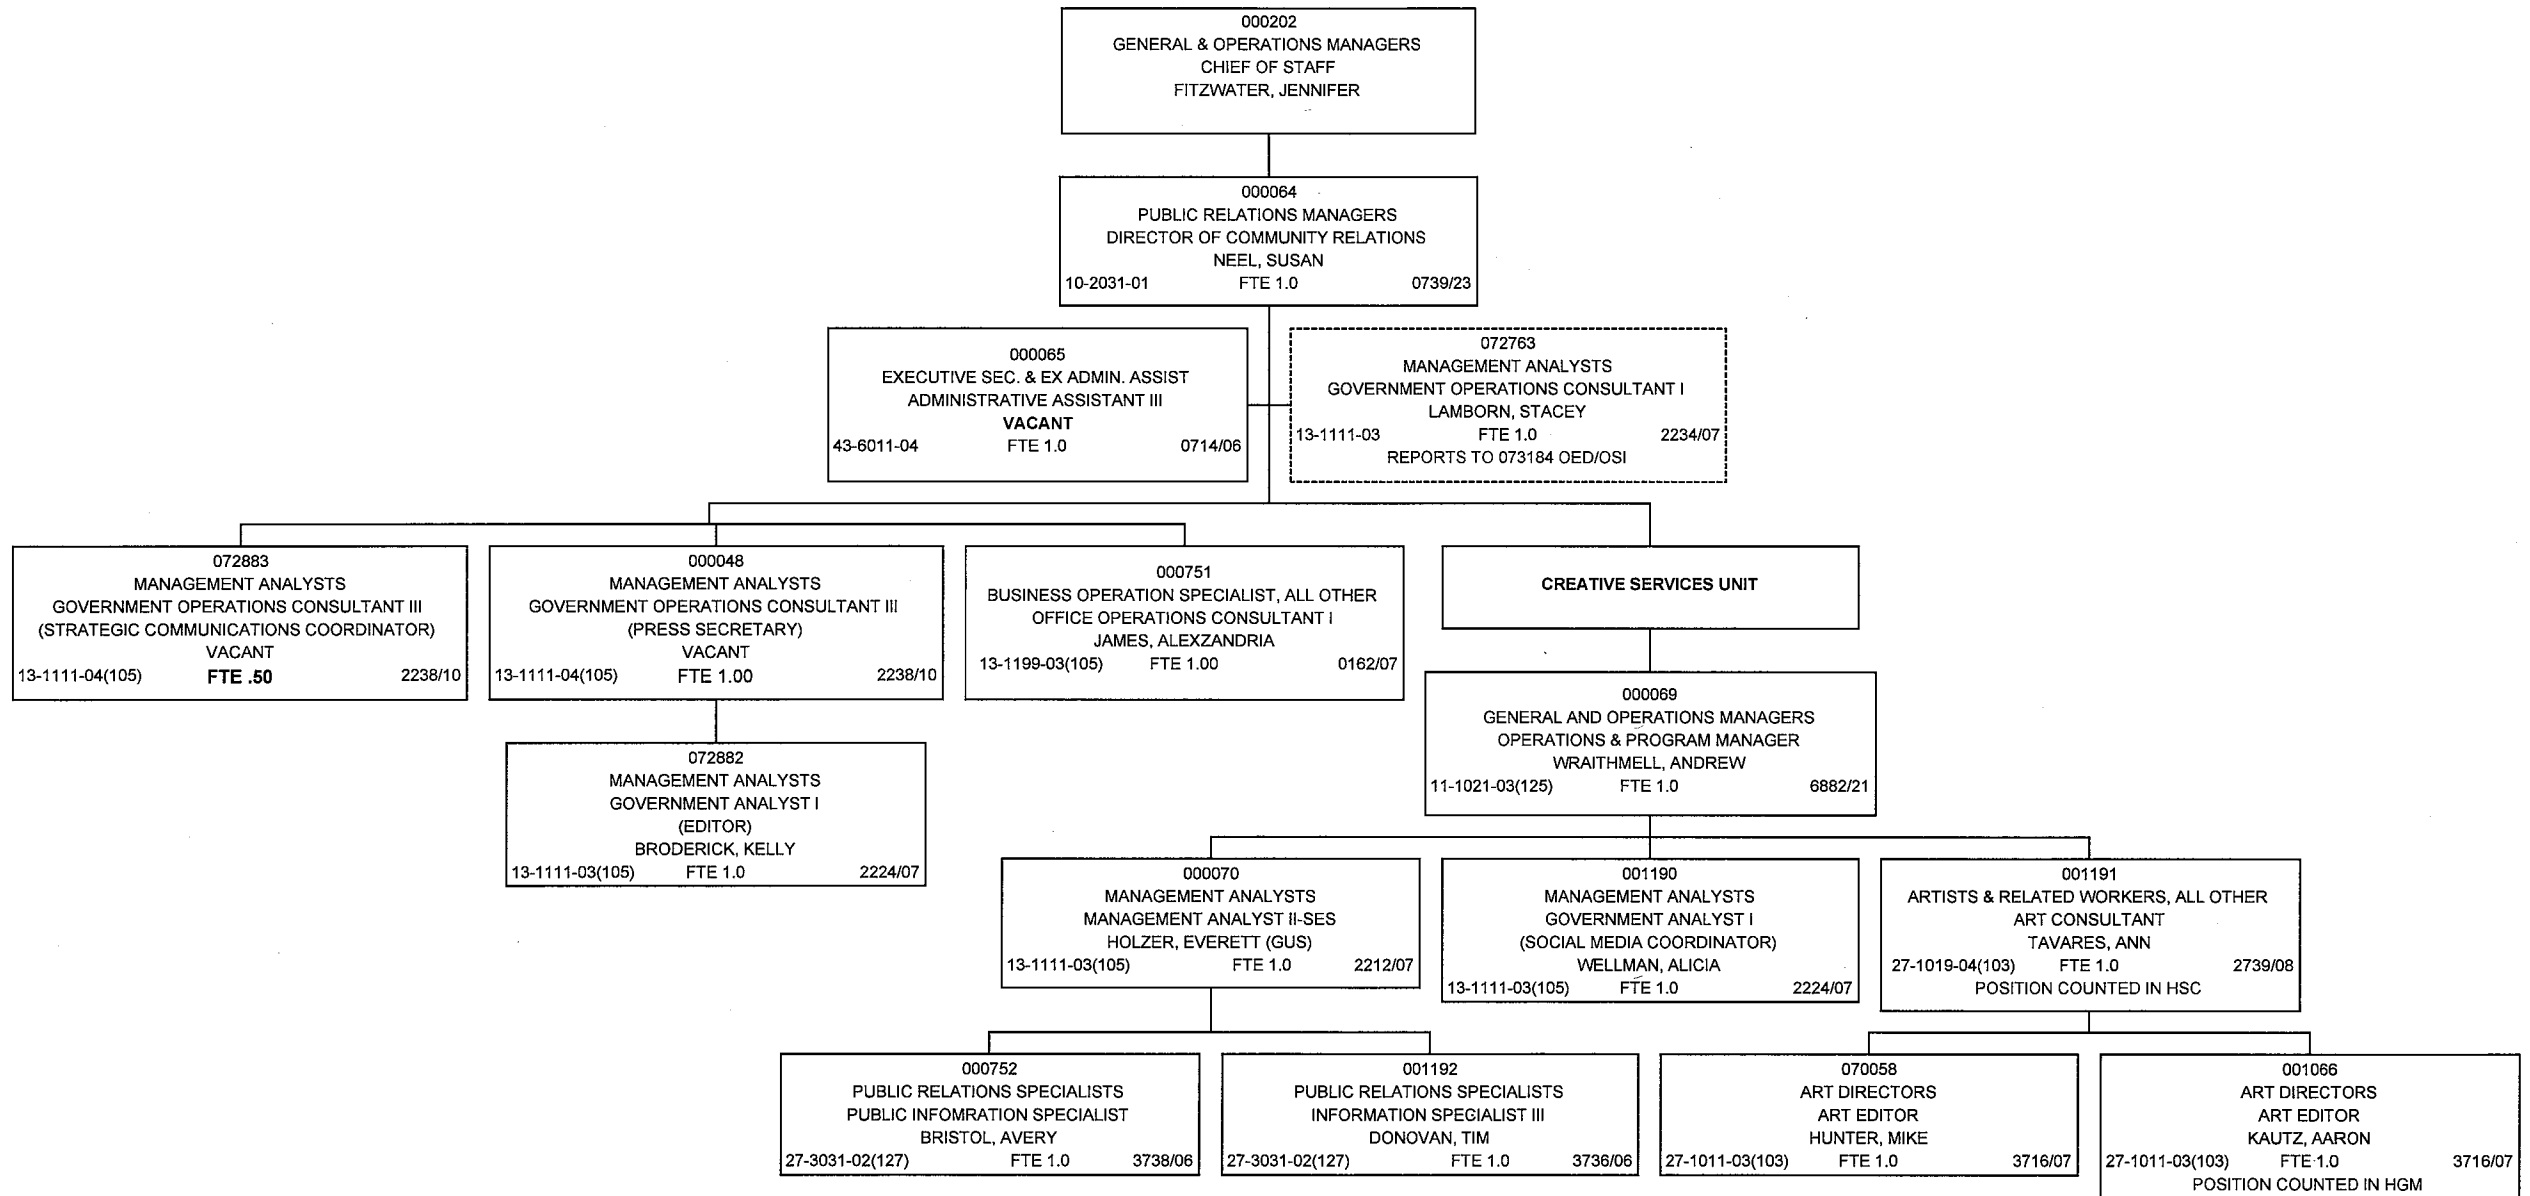 000202
GENERAL & OPERATIONS MANAGERS
CHIEF OF STAFF
FITZWATER, JENNIFER
000064
PUBLIC RELATIONS MANAGERS
DIRECTOR OF COMMUNITY RELATIONS
NEEL, SUSAN
10-2031-01 FTE 1.0 0739/23
000065
EXECUTIVE SEC. & EX ADMIN. ASSIST
ADMINISTRATIVE ASSISTANT III
VACANT
43-6011-04 FTE 1.0 0714/06
072763
MANAGEMENT ANALYSTS
GOVERNMENT OPERATIONS CONSULTANT I
LAMBORN, STACEY
13-1111-03 FTE 1.0 2234/07
REPORTS TO 073184 OED/OSI
072883
MANAGEMENT ANALYSTS
GOVERNMENT OPERATIONS CONSULTANT III
(STRATEGIC COMMUNICATIONS COORDINATOR)
VACANT
13-1111-04(105) FTE .50 2238/10
000048
MANAGEMENT ANALYSTS
GOVERNMENT OPERATIONS CONSULTANT III
(PRESS SECRETARY)
VACANT
13-1111-04(105) FTE 1.00 2238/10
000751
BUSINESS OPERATION SPECIALIST, ALL OTHER
OFFICE OPERATIONS CONSULTANT I
JAMES, ALEXZANDRIA
13-1199-03(105) FTE 1.00 0162/07
CREATIVE SERVICES UNIT
072882
MANAGEMENT ANALYSTS
GOVERNMENT ANALYST I
(EDITOR)
BRODERICK, KELLY
13-1111-03(105) FTE 1.0 2224/07
000069
GENERAL AND OPERATIONS MANAGERS
OPERATIONS & PROGRAM MANAGER
WRAITHMELL, ANDREW
11-1021-03(125) FTE 1.0 6882/21
000070
MANAGEMENT ANALYSTS
MANAGEMENT ANALYST II-SES
HOLZER, EVERETT (GUS)
13-1111-03(105) FTE 1.0 2212/07
001190
MANAGEMENT ANALYSTS
GOVERNMENT ANALYST I
(SOCIAL MEDIA COORDINATOR)
WELLMAN, ALICIA
13-1111-03(105) FTE 1.0 2224/07
001191
ARTISTS & RELATED WORKERS, ALL OTHER
ART CONSULTANT
TAVARES, ANN
27-1019-04(103) FTE 1.0 2739/08
POSITION COUNTED IN HSC
000752
PUBLIC RELATIONS SPECIALISTS
PUBLIC INFOMRATION SPECIALIST
BRISTOL, AVERY
27-3031-02(127) FTE 1.0 3738/06
001192
PUBLIC RELATIONS SPECIALISTS
INFORMATION SPECIALIST III
DONOVAN, TIM
27-3031-02(127) FTE 1.0 3736/06
070058
ART DIRECTORS
ART EDITOR
HUNTER, MIKE
27-1011-03(103) FTE 1.0 3716/07
001066
ART DIRECTORS
ART EDITOR
KAUTZ, AARON
27-1011-03(103) FTE 1.0 3716/07
POSITION COUNTED IN HGM